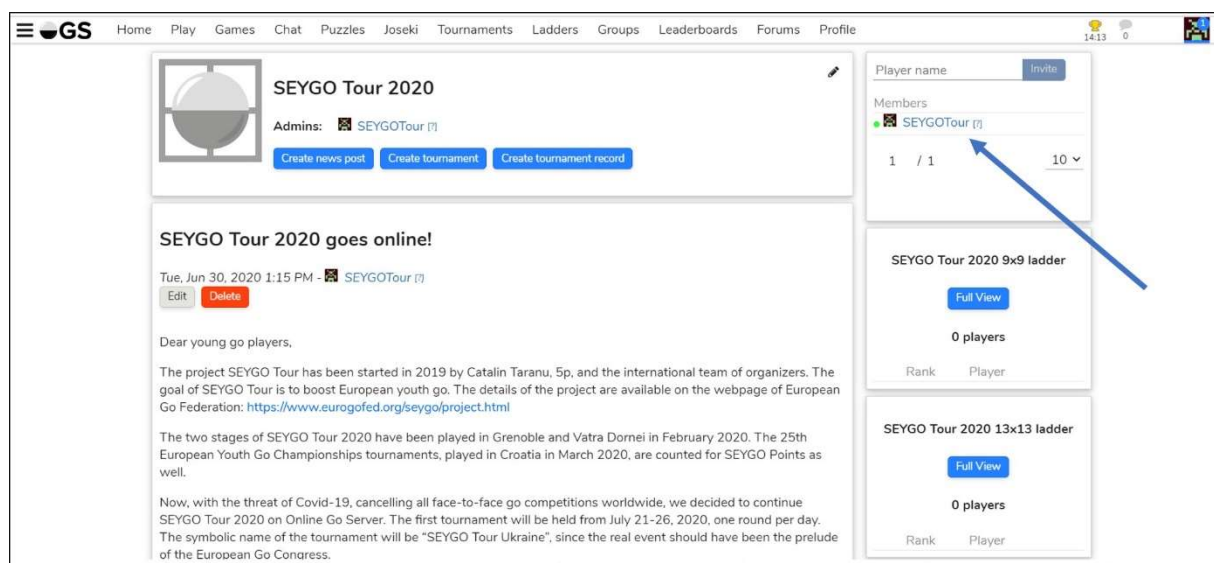 GS Home Play Games Chat Puzzles Joseki Tournaments Ladders Groups Leaderboards Forums Profile 14:13 0 1
SEYGO Tour 2020
Admins: SEYGOTour [?]
Create news post Create tournament Create tournament record
SEYGO Tour 2020 goes online!
Tue, Jun 30, 2020 1:15 PM - SEYGOTour [?]
Edit Delete
Dear young go players,
The project SEYGO Tour has been started in 2019 by Catalin Taranu, 5p, and the international team of organizers. The
goal of SEYGO Tour is to boost European youth go. The details of the project are available on the webpage of European
Go Federation: https://www.eurogofed.org/seygo/project.html
The two stages of SEYGO Tour 2020 have been played in Grenoble and Vatra Dornei in February 2020. The 25th
European Youth Go Championships tournaments, played in Croatia in March 2020, are counted for SEYGO Points as
well.
Now, with the threat of Covid-19, cancelling all face-to-face go competitions worldwide, we decided to continue
SEYGO Tour 2020 on Online Go Server. The first tournament will be held from July 21-26, 2020, one round per day.
The symbolic name of the tournament will be “SEYGO Tour Ukraine”, since the real event should have been the prelude
of the European Go Congress.
Player name Invite
Members
SEYGOTour [?]
1 / 1 10
SEYGO Tour 2020 9x9 ladder
Full View
0 players
Rank Player
SEYGO Tour 2020 13x13 ladder
Full View
0 players
Rank Player